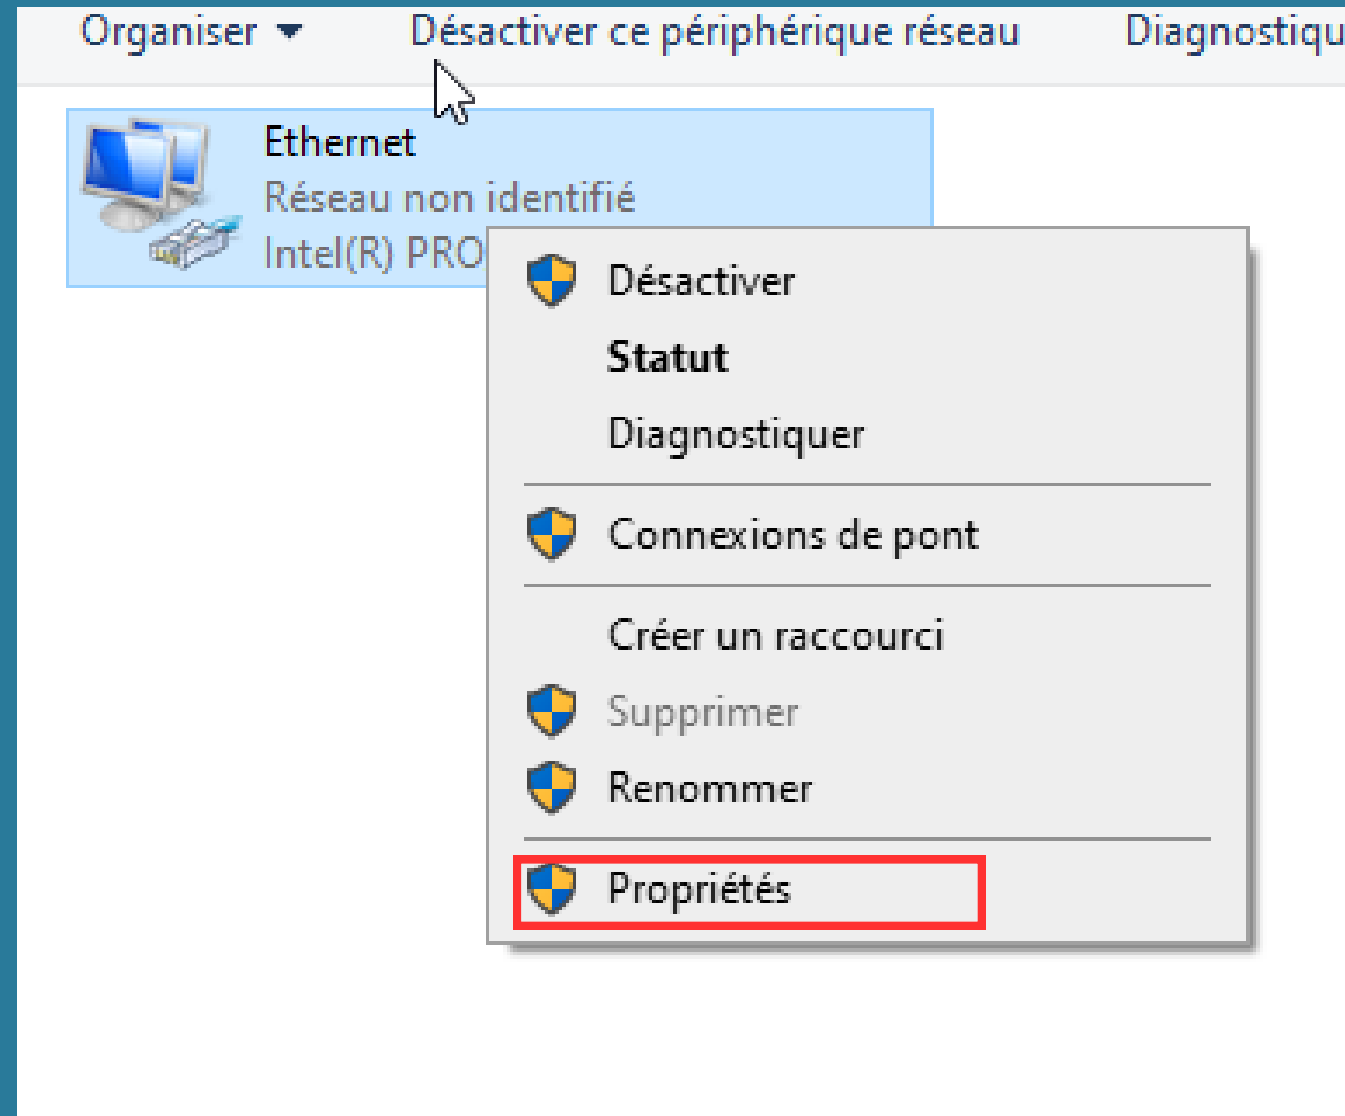 Organiser Désactiver ce périphérique réseau Diagnostiqu
Ethernet
Réseau non identifié
Intel(R) PRO
Désactiver
Statut
Diagnostiquer
Connexions de pont
Créer un raccourci
Supprimer
Renommer
Propriétés